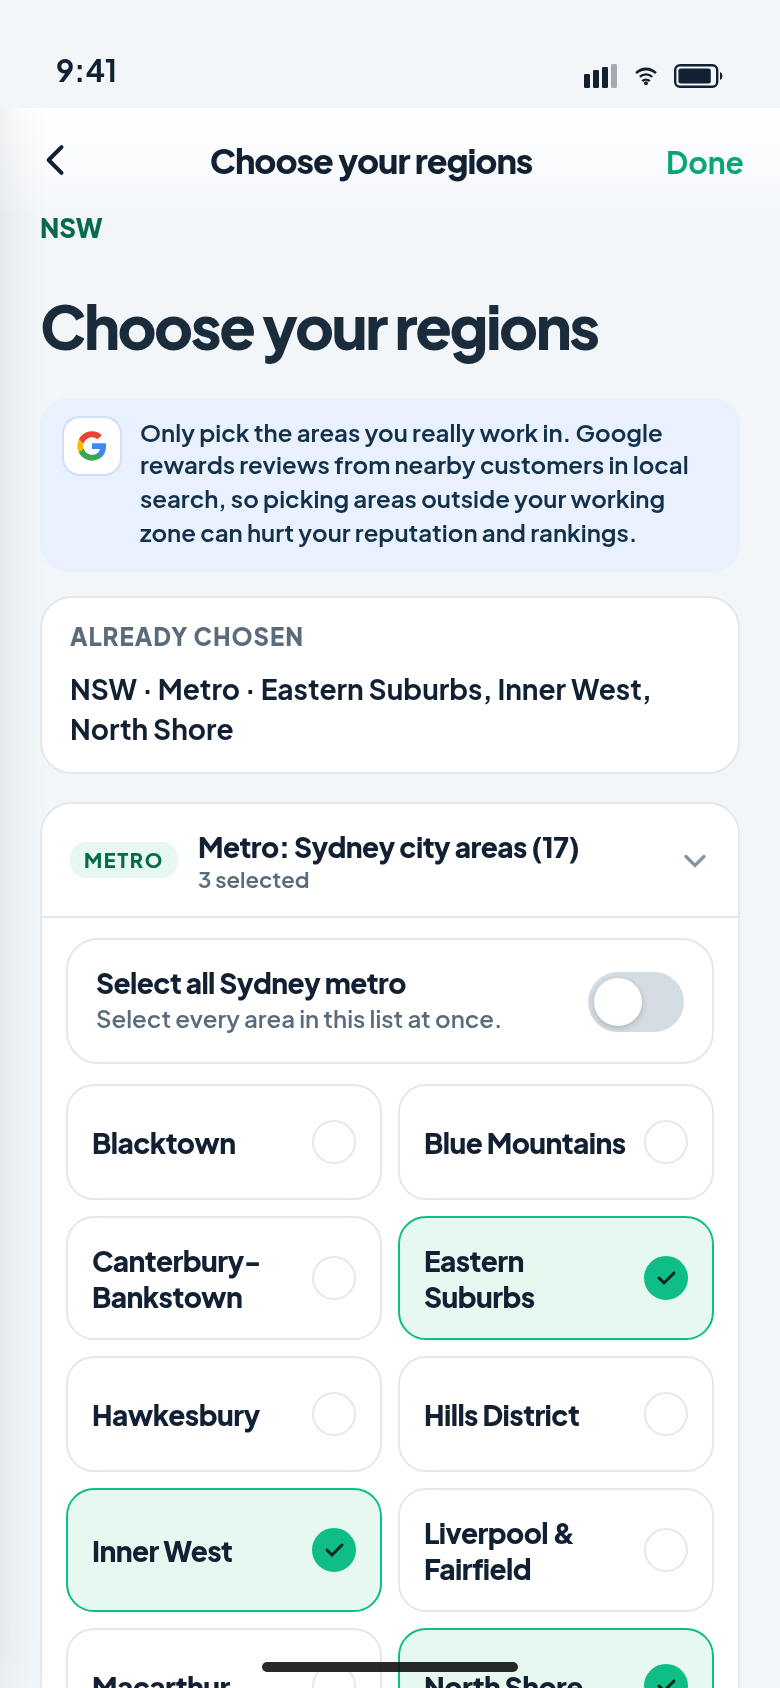 9:41
Choose your regions
Done
NSW
Choose your regions
Only pick the areas you really work in. Google
rewards reviews from nearby customers in local
search, so picking areas outside your working
zone can hurt your reputation and rankings.
ALREADY CHOSEN
NSW · Metro · Eastern Suburbs, Inner West,
North Shore
METRO
Metro: Sydney city areas (17)
3 selected
Select all Sydney metro
Select every area in this list at once.
Blacktown
Blue Mountains
Canterbury-
Bankstown
Eastern
Suburbs
Hawkesbury
Hills District
Inner West
Liverpool &
Fairfield
Macarthur
North Shore